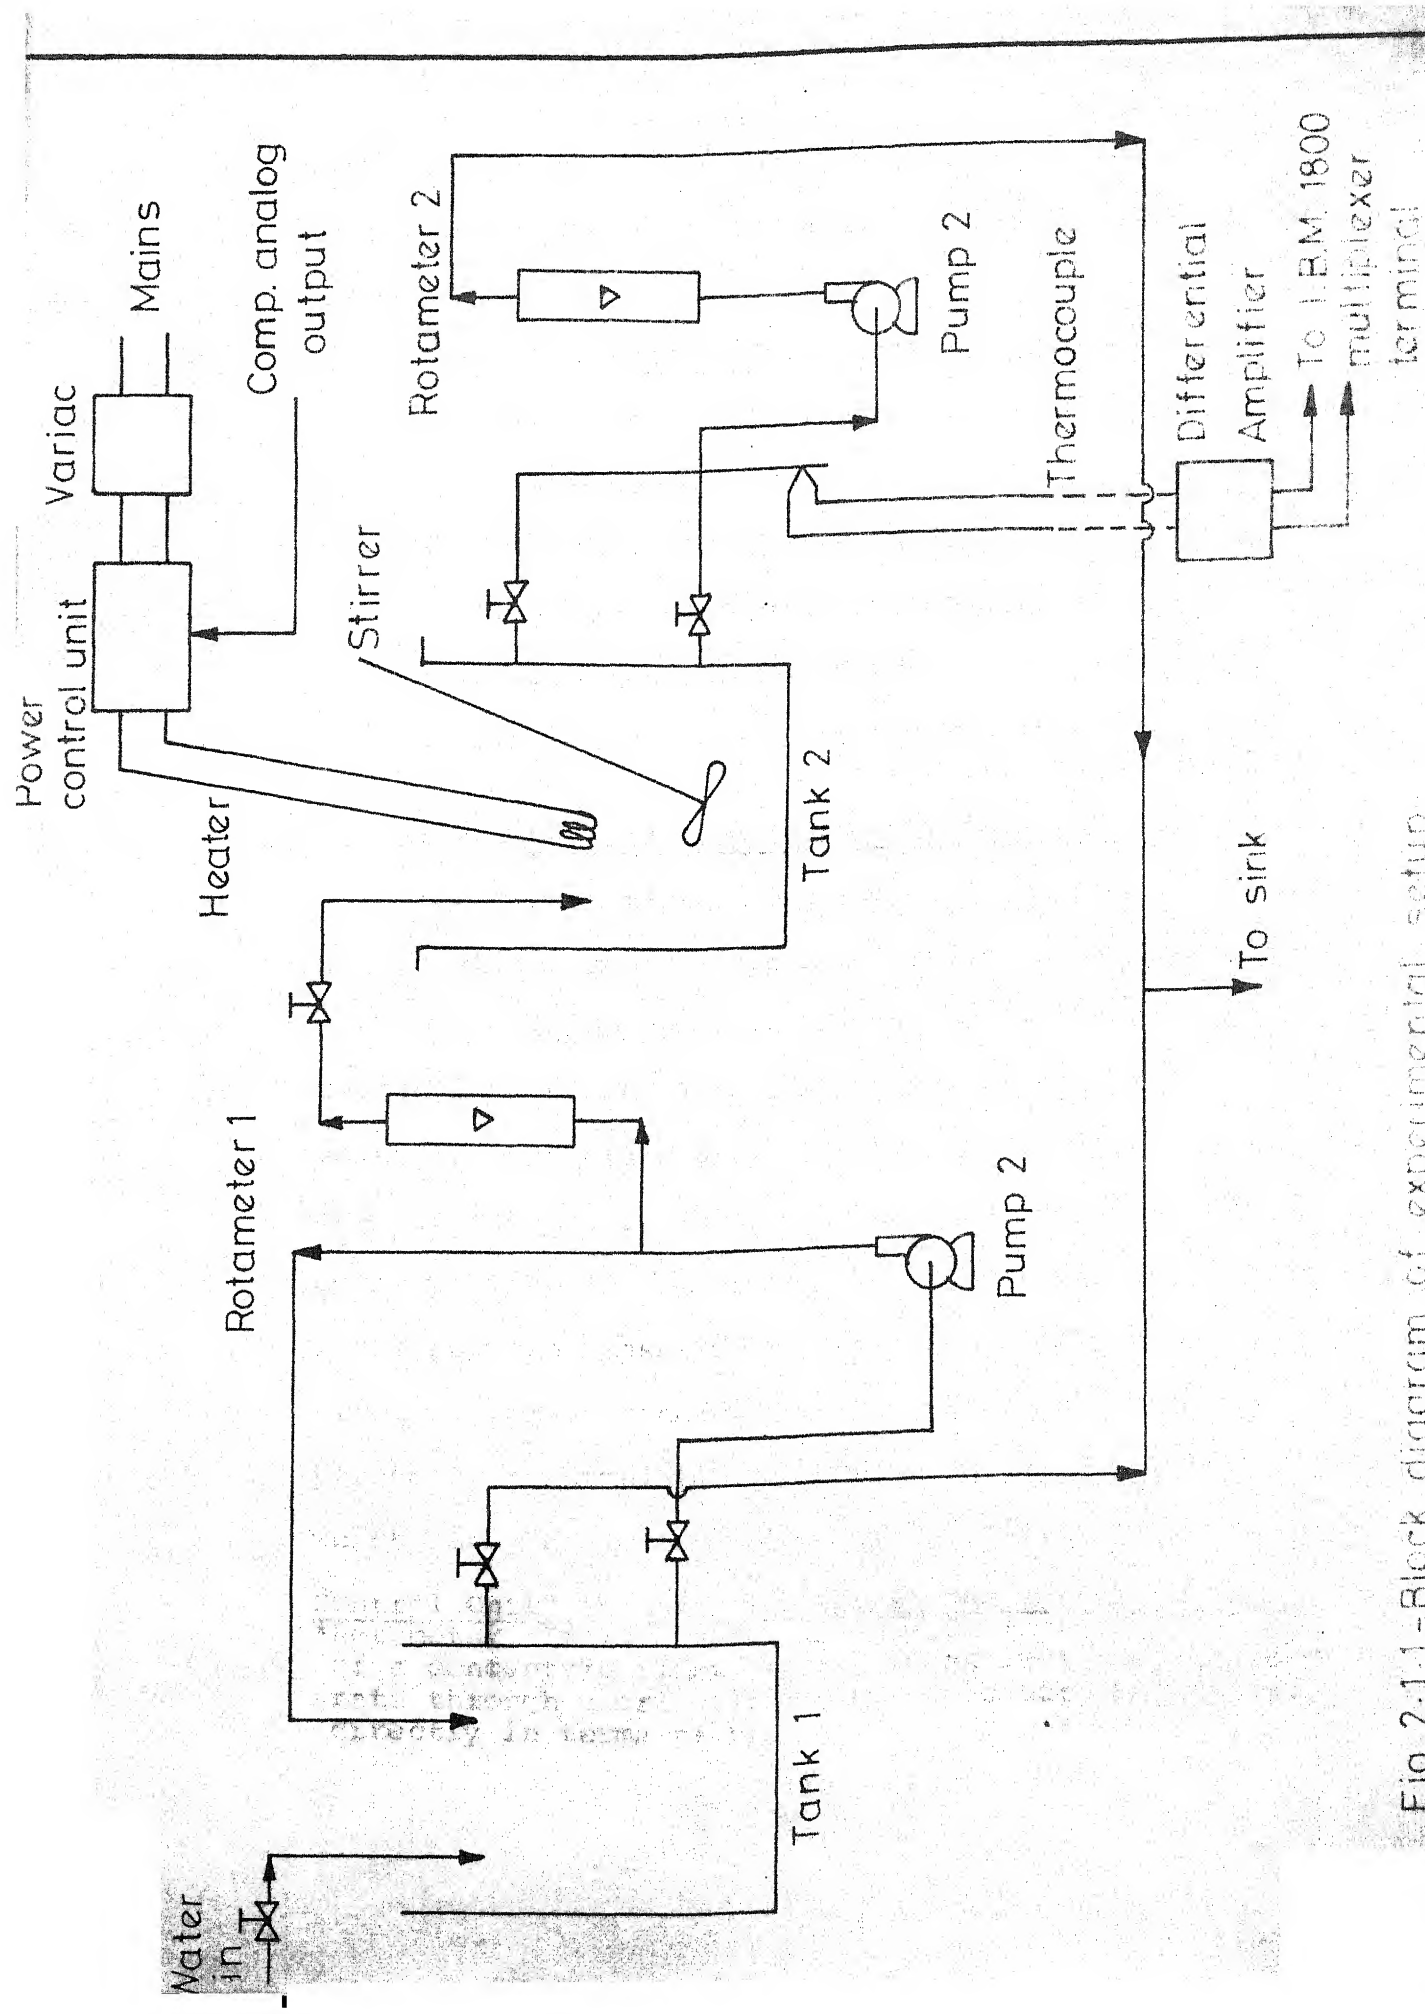 Power
control unit
Variac
Mains
Heater
Comp. analog
output
Stirrer
Water
in
Rotameter 1
Rotameter 2
Tank 1
Pump 2
Tank 2
Pump 2
Thermocouple
Differential
Amplifier
To I.B.M. 1800
multiplexer
terminal
To sink
Fig. 2·1·1-Block diagram of experimental setup